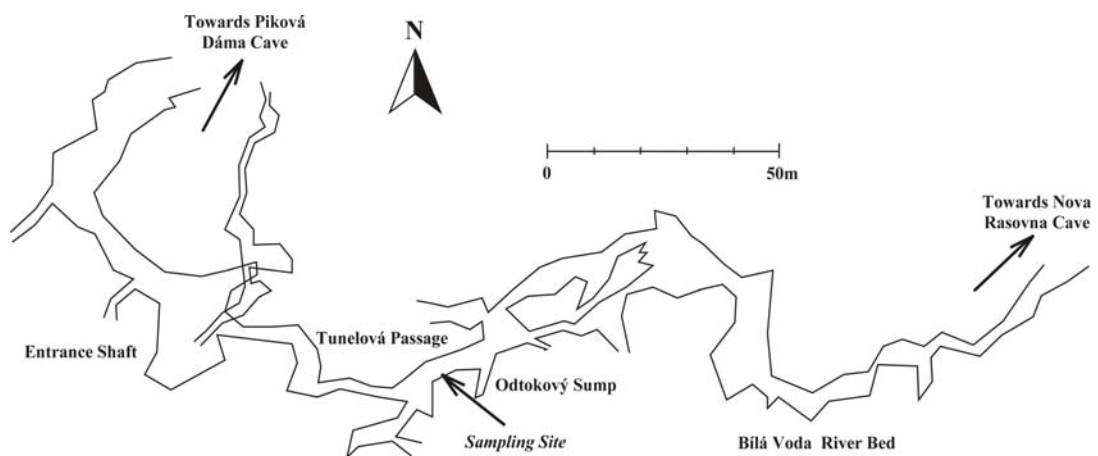 Towards Piková
Dáma Cave
N
0
50m
Towards Nova
Rasovna Cave
Entrance Shaft
Tunelová Passage
Odtokový Sump
Sampling Site
Bílá Voda River Bed